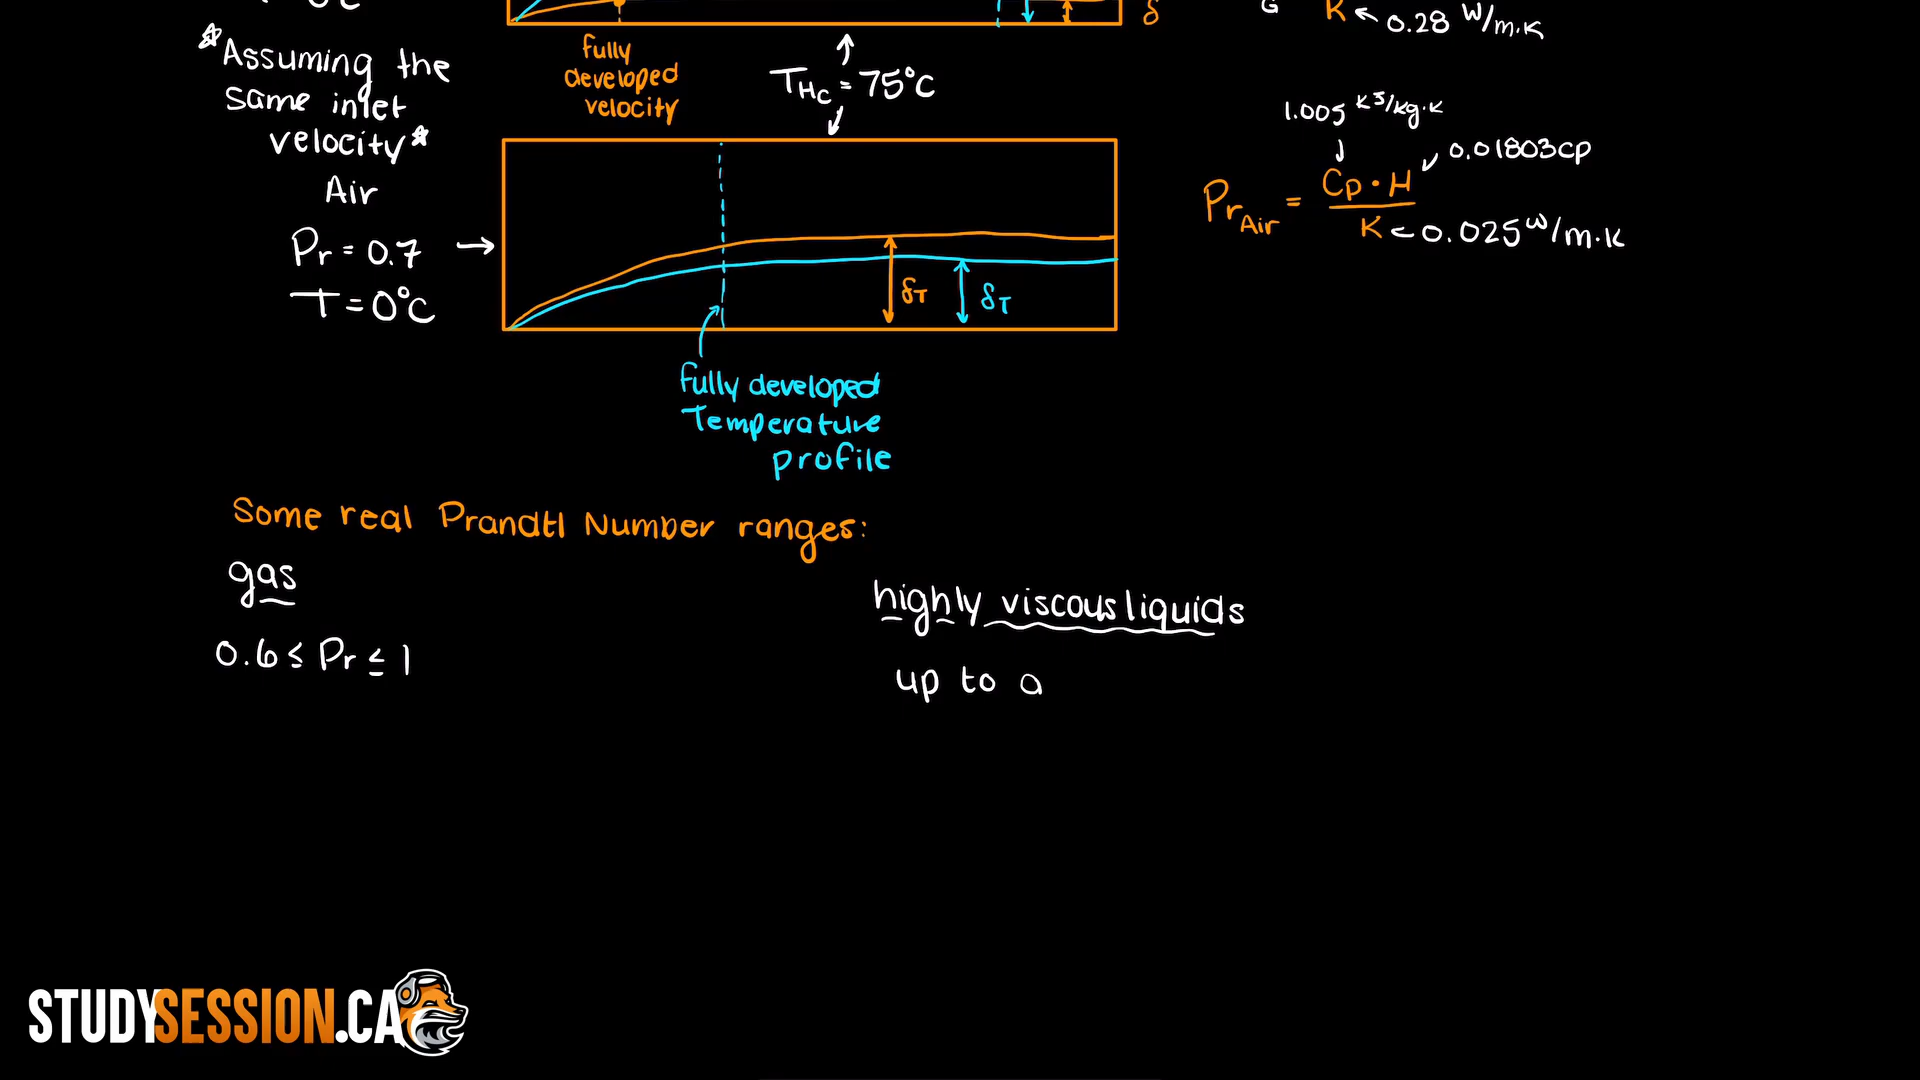 δ
G K ← 0.28 W/m·K
☆Assuming the
same inlet
velocity☆
Air
Pr = 0.7 →
T = 0°C
fully
developed
velocity
T_Hc = 75°C
1.005 KJ/kg·K
0.01803cp
Pr_Air = Cp·μ / K ← 0.025 W/m·K
δT
δT
fully developed
Temperature
profile
Some real Prandtl Number ranges:
gas
0.6 ≤ Pr ≤ 1
highly viscous liquids
up to a
STUDYSESSION.CA